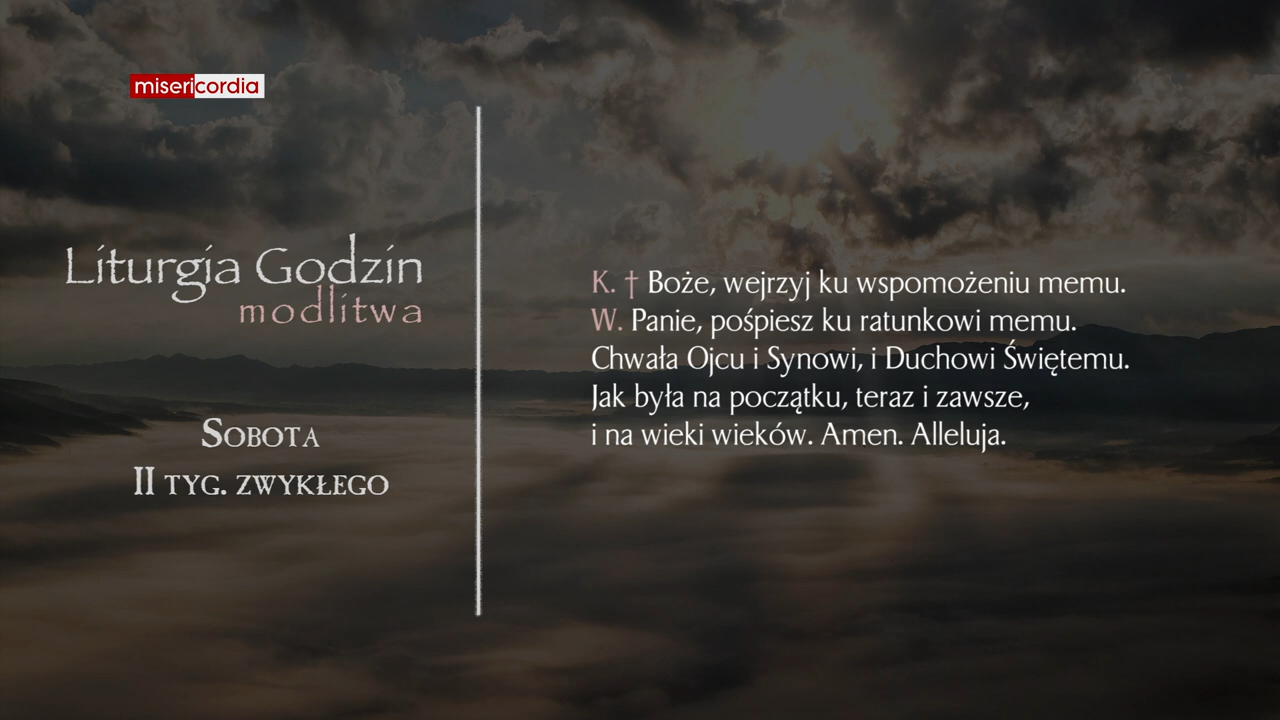 misericordia
Liturgia Godzin
modlitwa
Sobota
II tyg. zwykłego
K. † Boże, wejrzyj ku wspomożeniu memu.
W. Panie, pośpiesz ku ratunkowi memu.
Chwała Ojcu i Synowi, i Duchowi Świętemu.
Jak była na początku, teraz i zawsze,
i na wieki wieków. Amen. Alleluja.